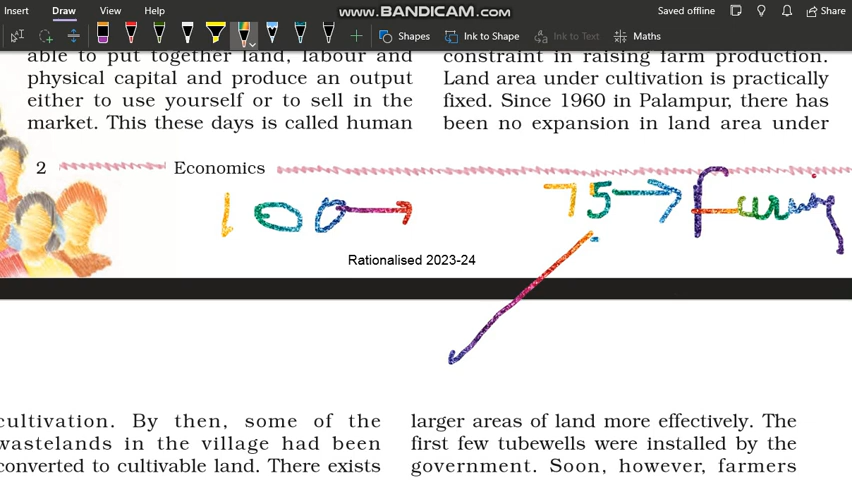 www.BANDICAM.com
Insert Draw View Help Saved offline Share
Shapes Ink to Shape Ink to Text Maths
able to put together land, labour and
physical capital and produce an output
either to use yourself or to sell in the
market. This these days is called human
constraint in raising farm production.
Land area under cultivation is practically
fixed. Since 1960 in Palampur, there has
been no expansion in land area under
2 Economics
100 75
Rationalised 2023-24
cultivation. By then, some of the
wastelands in the village had been
converted to cultivable land. There exists
larger areas of land more effectively. The
first few tubewells were installed by the
government. Soon, however, farmers